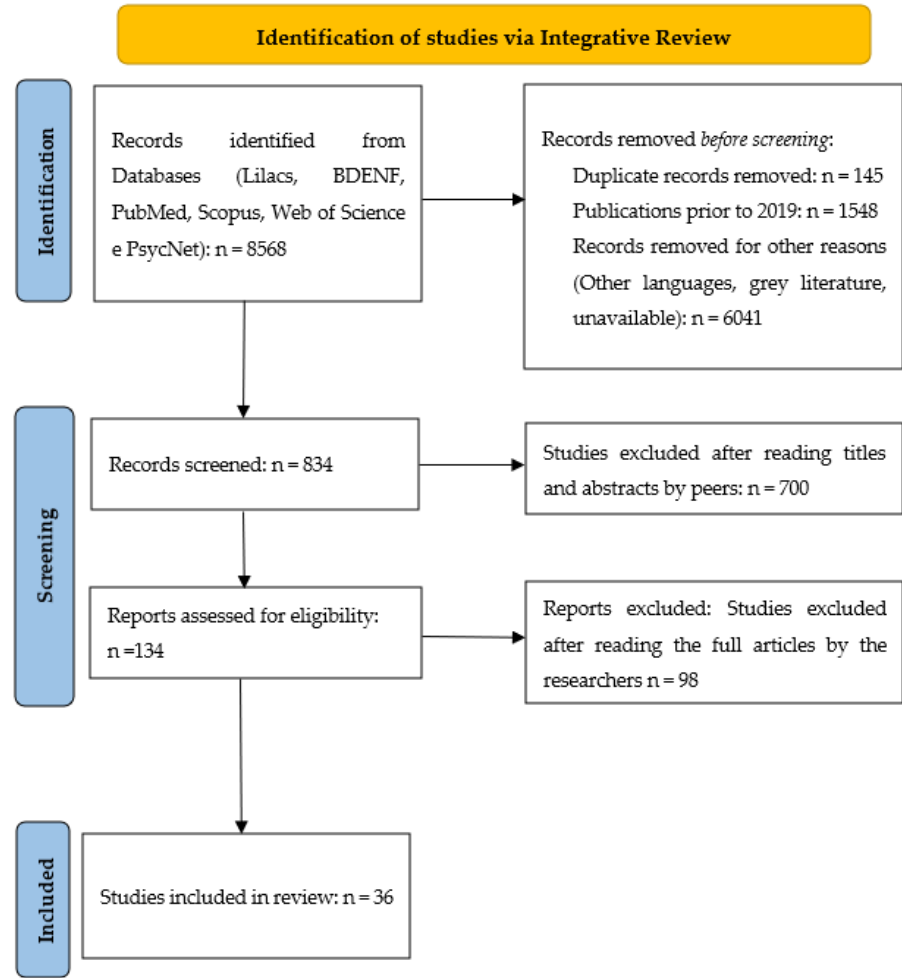 Identification of studies via Integrative Review
Identification
Records identified from
Databases (Lilacs, BDENF,
PubMed, Scopus, Web of Science
e PsycNet): n = 8568
Records removed before screening:
Duplicate records removed: n = 145
Publications prior to 2019: n = 1548
Records removed for other reasons
(Other languages, grey literature,
unavailable): n = 6041
Screening
Records screened: n = 834
Studies excluded after reading titles
and abstracts by peers: n = 700
Reports assessed for eligibility:
n =134
Reports excluded: Studies excluded
after reading the full articles by the
researchers n = 98
Included
Studies included in review: n = 36